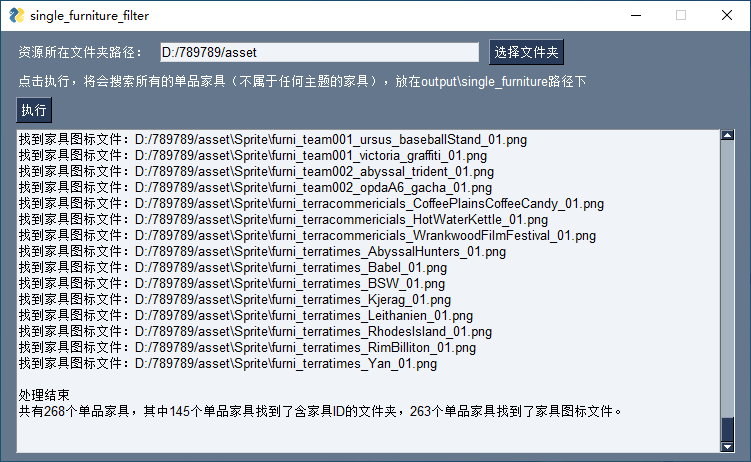 single_furniture_filter
资源所在文件夹路径： D:/789789/asset 选择文件夹
点击执行，将会搜索所有的单品家具（不属于任何主题的家具），放在output\single_furniture路径下
执行
找到家具图标文件：D:/789789/asset\Sprite\furni_team001_ursus_baseballStand_01.png
找到家具图标文件：D:/789789/asset\Sprite\furni_team001_victoria_graffiti_01.png
找到家具图标文件：D:/789789/asset\Sprite\furni_team002_abyssal_trident_01.png
找到家具图标文件：D:/789789/asset\Sprite\furni_team002_opdaA6_gacha_01.png
找到家具图标文件：D:/789789/asset\Sprite\furni_terracommericials_CoffeePlainsCoffeeCandy_01.png
找到家具图标文件：D:/789789/asset\Sprite\furni_terracommericials_HotWaterKettle_01.png
找到家具图标文件：D:/789789/asset\Sprite\furni_terracommericials_WrankwoodFilmFestival_01.png
找到家具图标文件：D:/789789/asset\Sprite\furni_terratimes_AbyssalHunters_01.png
找到家具图标文件：D:/789789/asset\Sprite\furni_terratimes_Babel_01.png
找到家具图标文件：D:/789789/asset\Sprite\furni_terratimes_BSW_01.png
找到家具图标文件：D:/789789/asset\Sprite\furni_terratimes_Kjerag_01.png
找到家具图标文件：D:/789789/asset\Sprite\furni_terratimes_Leithanien_01.png
找到家具图标文件：D:/789789/asset\Sprite\furni_terratimes_RhodesIsland_01.png
找到家具图标文件：D:/789789/asset\Sprite\furni_terratimes_RimBilliton_01.png
找到家具图标文件：D:/789789/asset\Sprite\furni_terratimes_Yan_01.png
处理结束
共有268个单品家具，其中145个单品家具找到了含家具ID的文件夹，263个单品家具找到了家具图标文件。